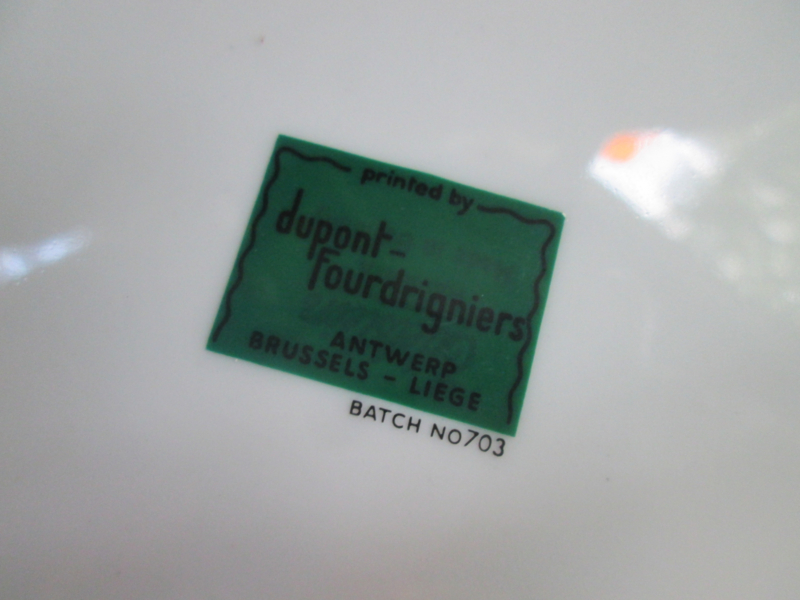 printed by
dupont-
fourdrigniers
ANTWERP
BRUSSELS - LIEGE
BATCH NO703